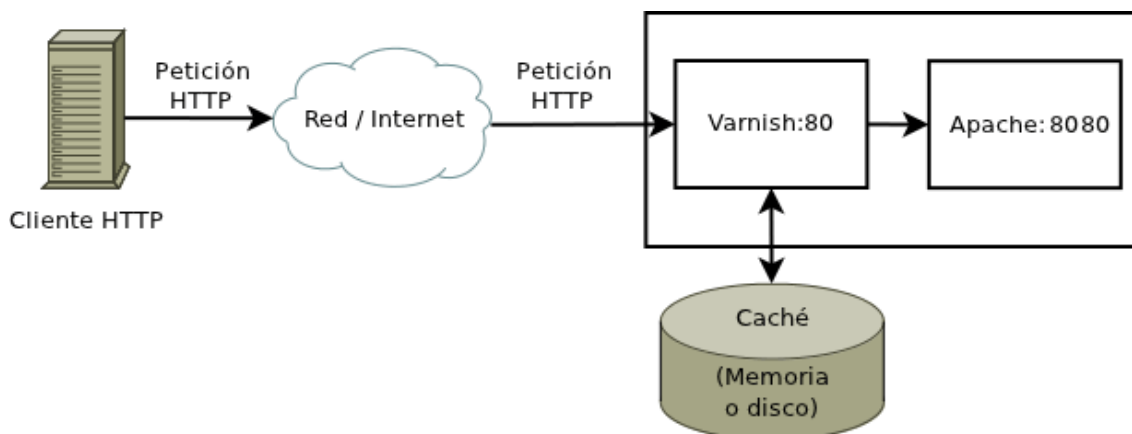 Petición
HTTP
Petición
HTTP
Red / Internet
Varnish:80
Apache:8080
Cliente HTTP
Caché
(Memoria
o disco)